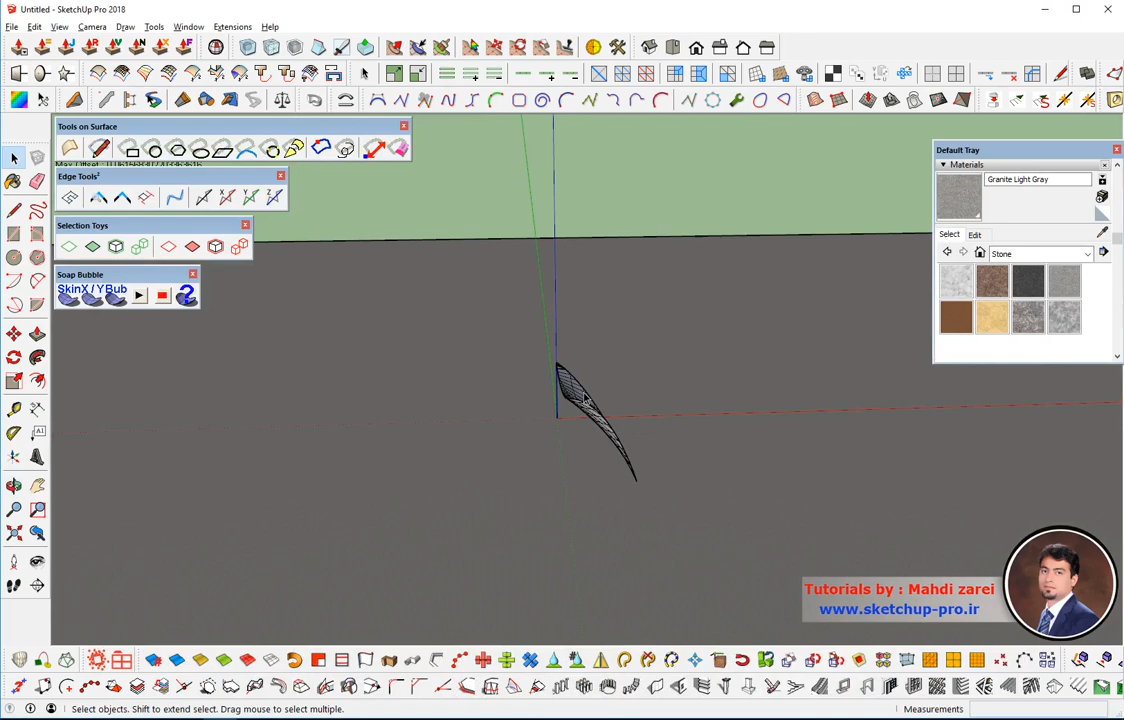 Untitled - SketchUp Pro 2018
File Edit View Camera Draw Tools Window Extensions Help
Tools on Surface
Edge Tools²
Selection Toys
Soap Bubble
SkinX / YBub
?
A1
Default Tray
Materials
Granite Light Gray
Select Edit
Stone
Tutorials by : Mahdi zarei
www.sketchup-pro.ir
Select objects. Shift to extend select. Drag mouse to select multiple. Measurements